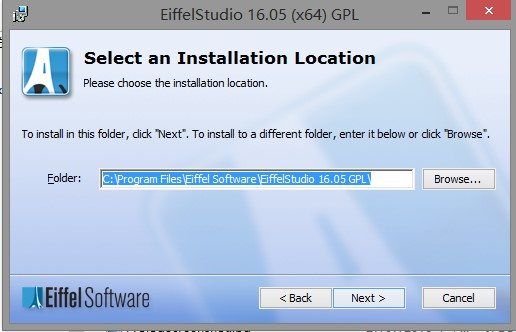 EiffelStudio 16.05 (x64) GPL
Select an Installation Location
Please choose the installation location.
To install in this folder, click "Next". To install to a different folder, enter it below or click "Browse".
Folder:
C:\Program Files\Eiffel Software\EiffelStudio 16.05 GPL\
Browse...
Eiffel Software
< Back
Next >
Cancel